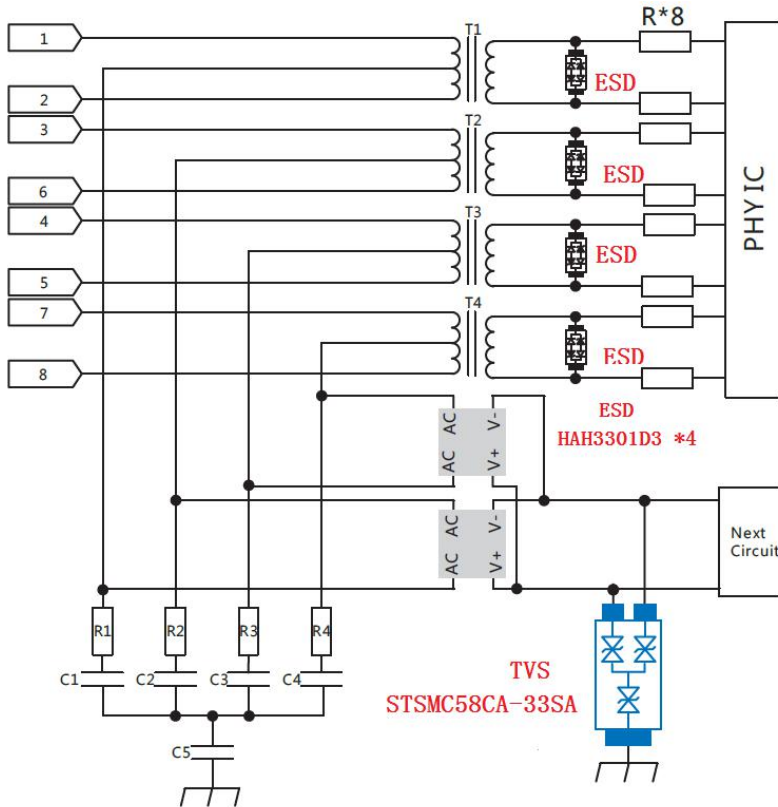 1
2
3
6
4
5
7
8
T1
T2
T3
T4
R*8
ESD
ESD
ESD
ESD
PHY IC
ESD
HAH3301D3 *4
AC
AC
V-
V+
AC
AC
V-
V+
Next
Circuit
R1
R2
R3
R4
C1
C2
C3
C4
C5
TVS
STSMC58CA-33SA